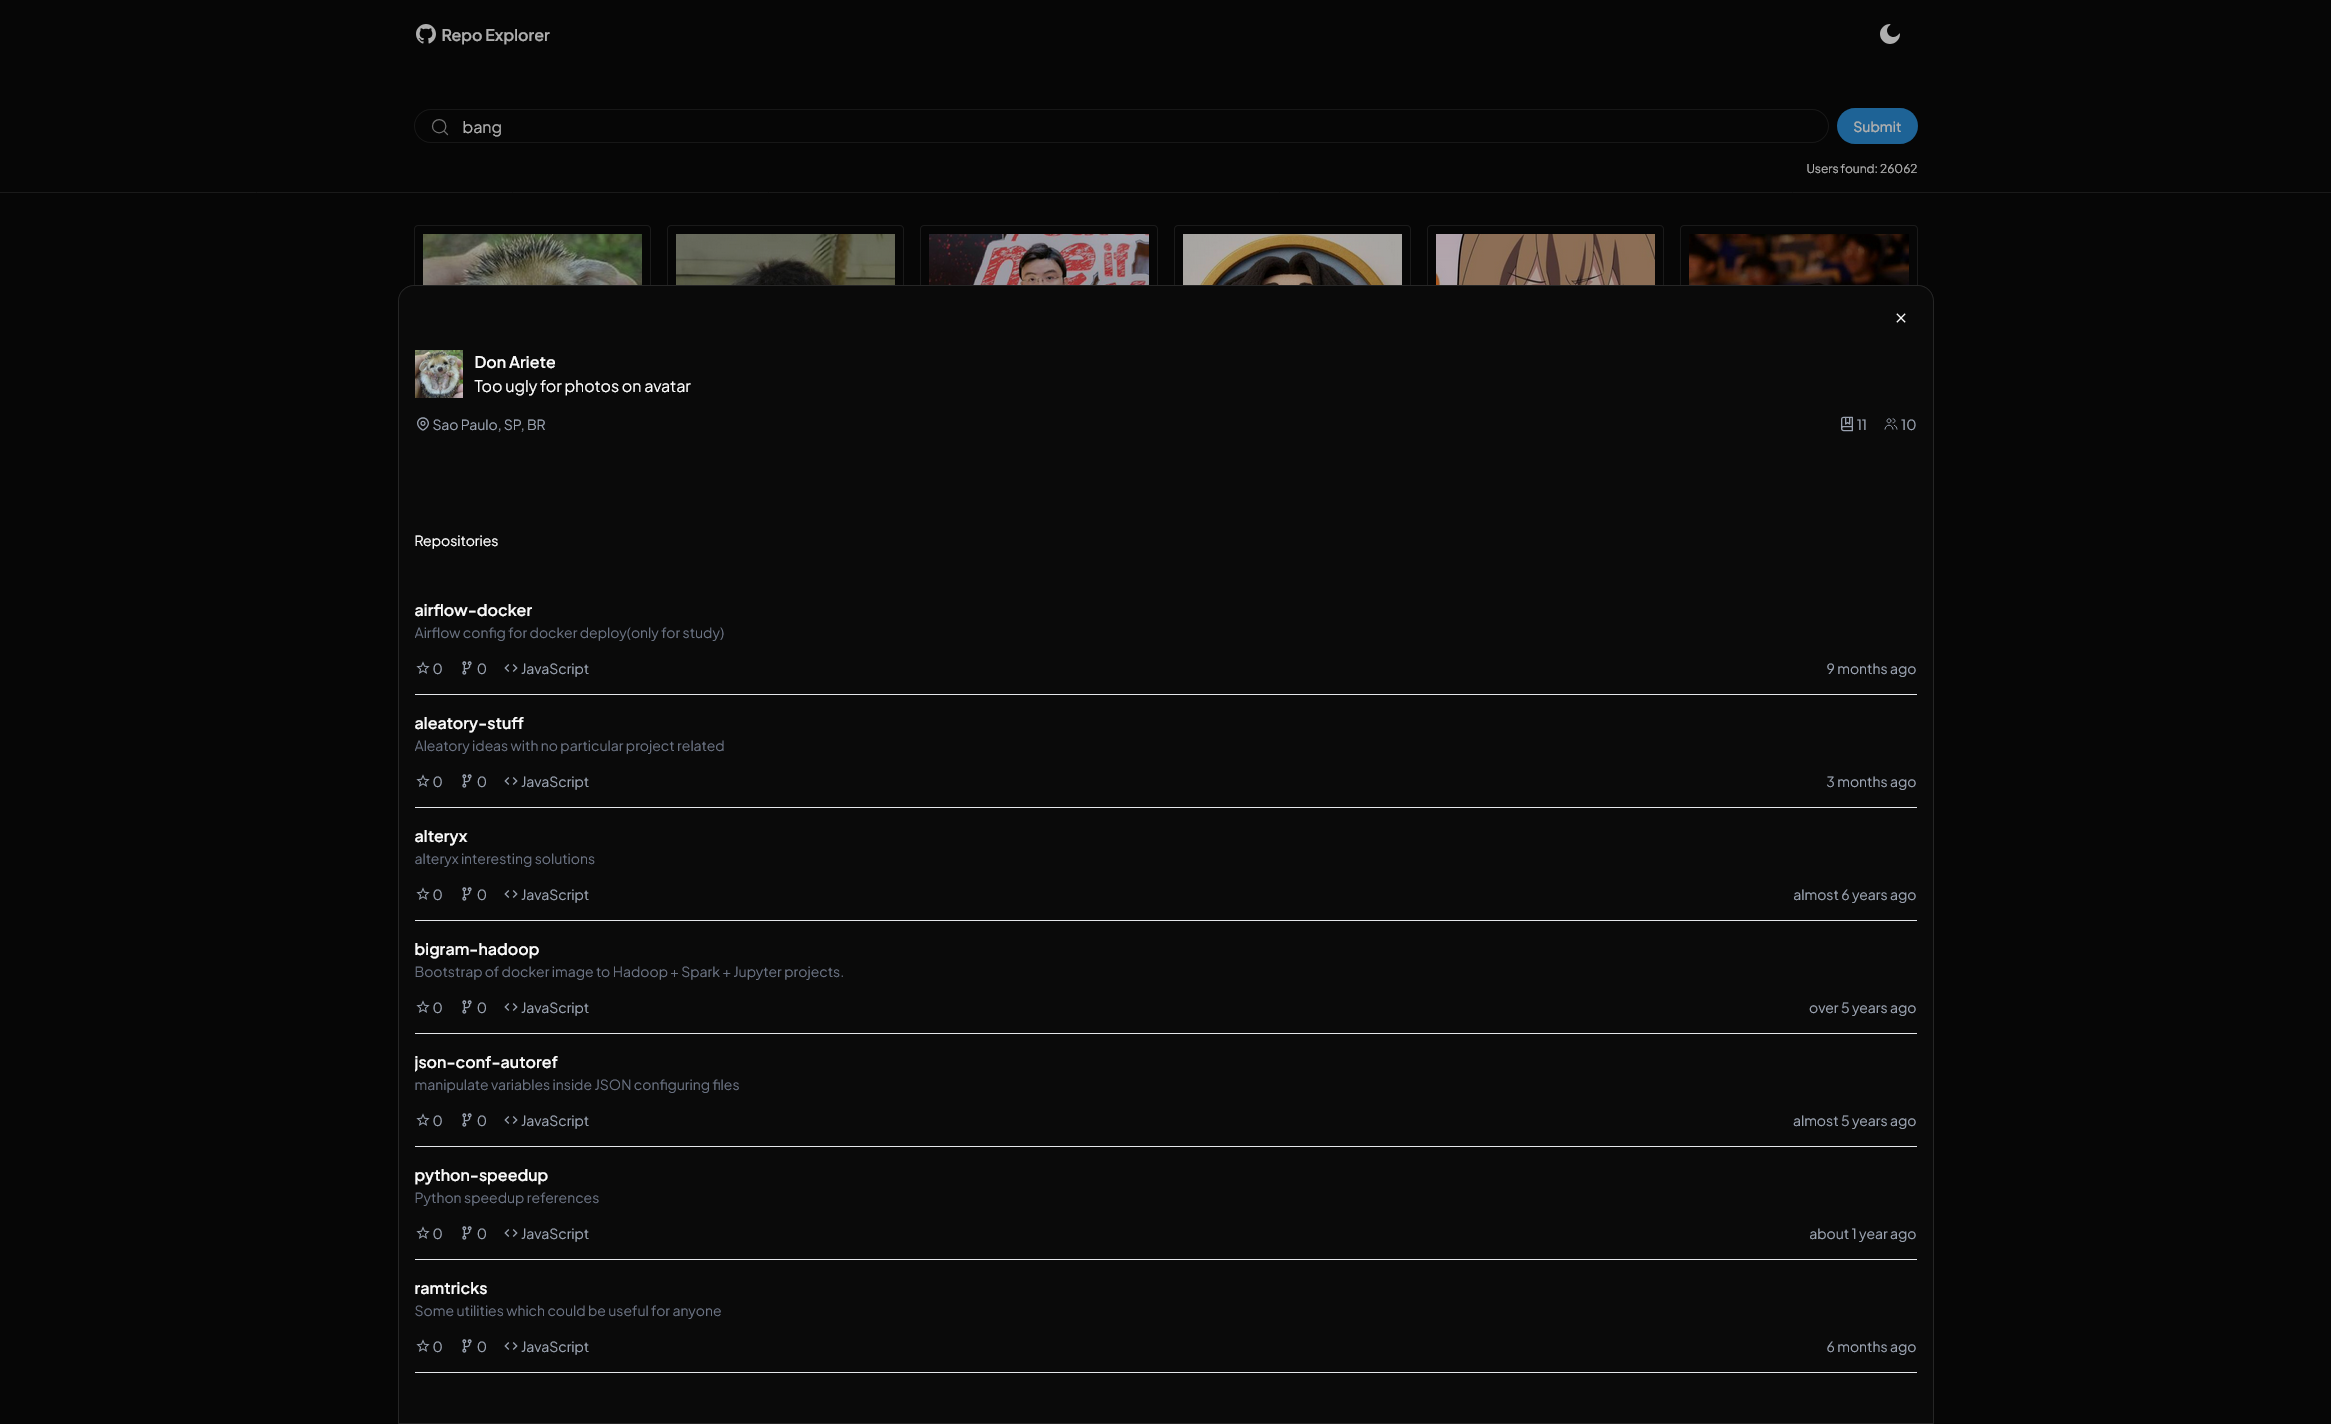 Repo Explorer
bang
Submit
Users found: 26062
Don Ariete
Too ugly for photos on avatar
Sao Paulo, SP, BR
11 10
Repositories
airflow-docker
Airflow config for docker deploy(only for study)
0 0 JavaScript 9 months ago
aleatory-stuff
Aleatory ideas with no particular project related
0 0 JavaScript 3 months ago
alteryx
alteryx interesting solutions
0 0 JavaScript almost 6 years ago
bigram-hadoop
Bootstrap of docker image to Hadoop + Spark + Jupyter projects.
0 0 JavaScript over 5 years ago
json-conf-autoref
manipulate variables inside JSON configuring files
0 0 JavaScript almost 5 years ago
python-speedup
Python speedup references
0 0 JavaScript about 1 year ago
ramtricks
Some utilities which could be useful for anyone
0 0 JavaScript 6 months ago